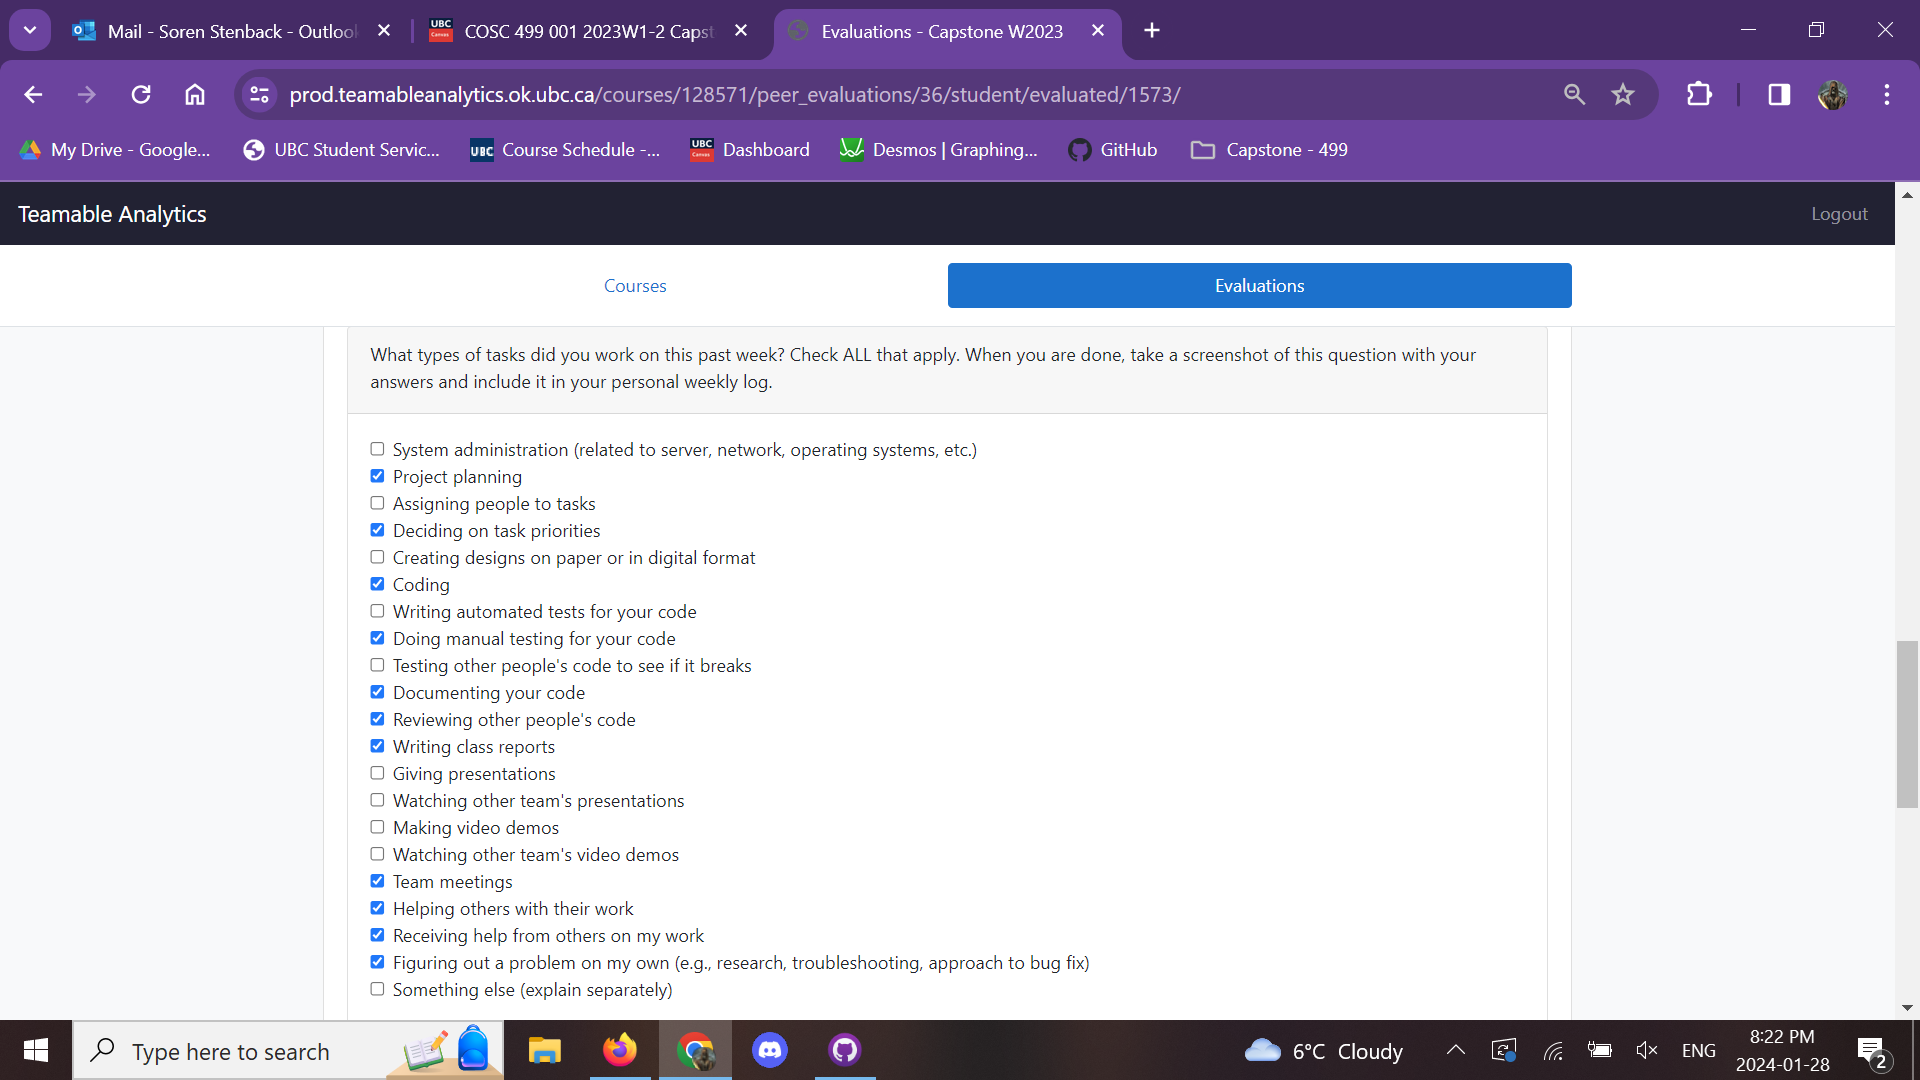 Mail - Soren Stenback - Outlook
UBC Canvas COSC 499 001 2023W1-2 Capst
Evaluations - Capstone W2023
prod.teamableanalytics.ok.ubc.ca/courses/128571/peer_evaluations/36/student/evaluated/1573/
My Drive - Google...
UBC Student Servic...
UBC Course Schedule -...
UBC Canvas Dashboard
Desmos | Graphing...
GitHub
Capstone - 499
Teamable Analytics
Logout
Courses
Evaluations
What types of tasks did you work on this past week? Check ALL that apply. When you are done, take a screenshot of this question with your
answers and include it in your personal weekly log.
System administration (related to server, network, operating systems, etc.)
Project planning
Assigning people to tasks
Deciding on task priorities
Creating designs on paper or in digital format
Coding
Writing automated tests for your code
Doing manual testing for your code
Testing other people's code to see if it breaks
Documenting your code
Reviewing other people's code
Writing class reports
Giving presentations
Watching other team's presentations
Making video demos
Watching other team's video demos
Team meetings
Helping others with their work
Receiving help from others on my work
Figuring out a problem on my own (e.g., research, troubleshooting, approach to bug fix)
Something else (explain separately)
Type here to search
6°C Cloudy
ENG
8:22 PM
2024-01-28
2